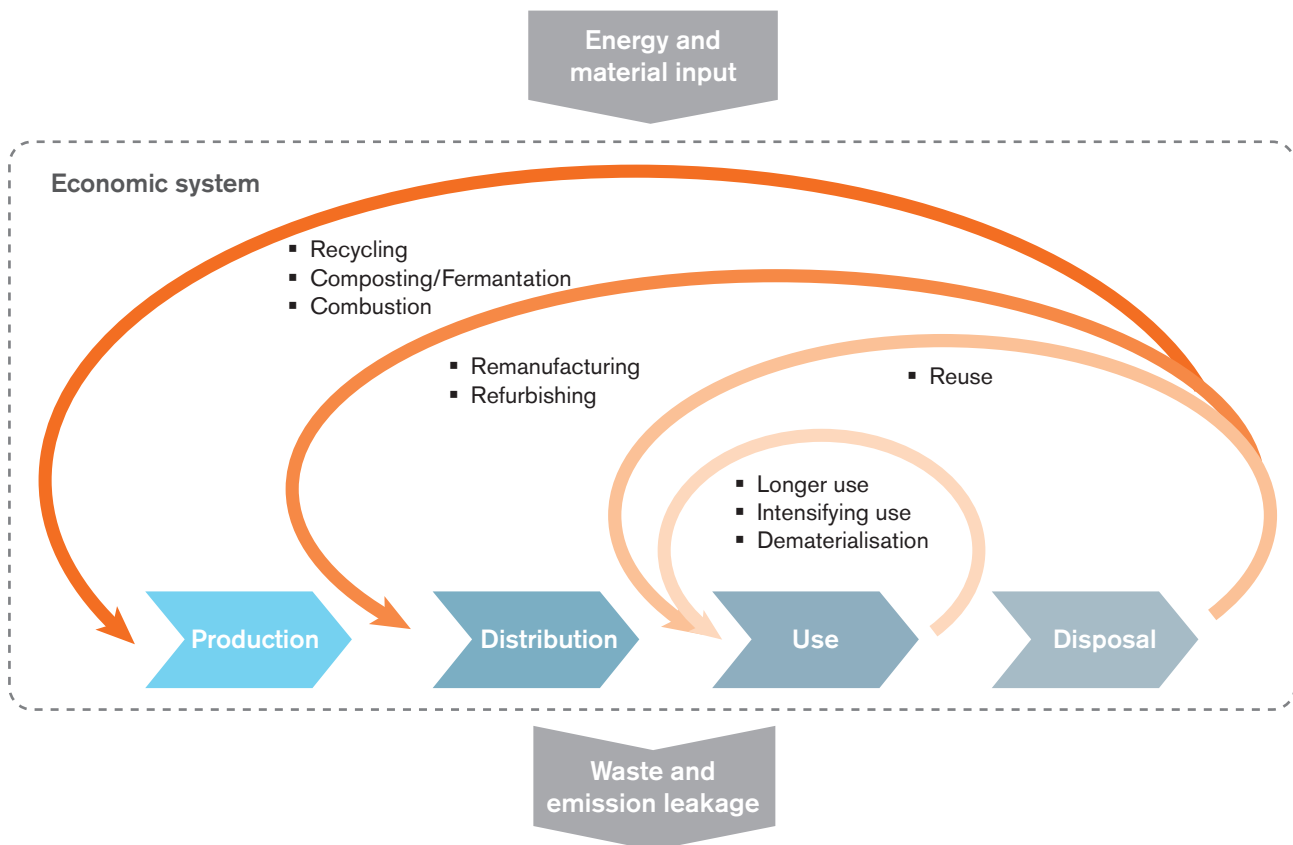 Energy and
material input
Economic system
▪ Recycling
▪ Composting/Fermantation
▪ Combustion
▪ Remanufacturing
▪ Refurbishing
▪ Reuse
▪ Longer use
▪ Intensifying use
▪ Dematerialisation
Production
Distribution
Use
Disposal
Waste and
emission leakage